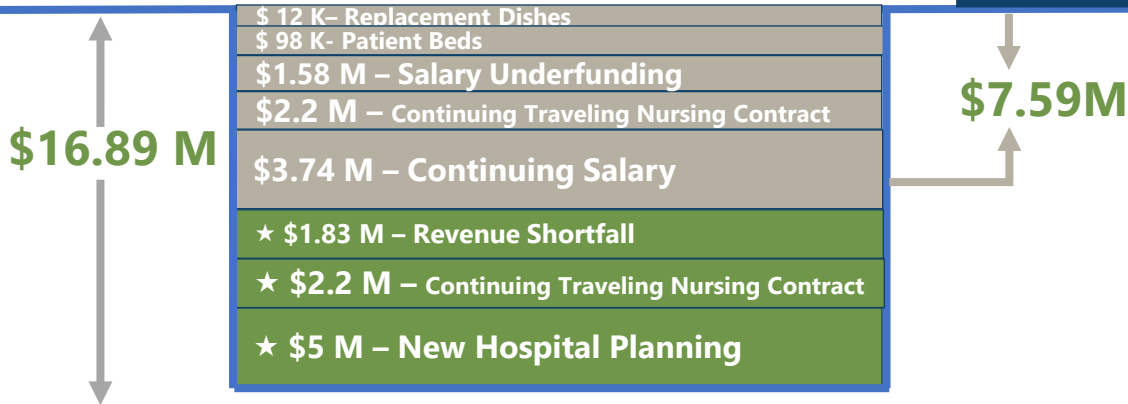 $ 12 K– Replacement Dishes
$ 98 K- Patient Beds
$1.58 M – Salary Underfunding
$2.2 M – Continuing Traveling Nursing Contract
$3.74 M – Continuing Salary
★ $1.83 M – Revenue Shortfall
★ $2.2 M – Continuing Traveling Nursing Contract
★ $5 M – New Hospital Planning
$16.89 M
$7.59M